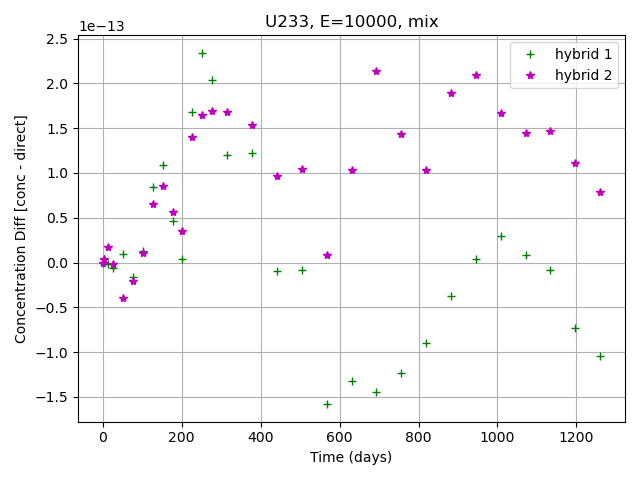 U233, E=10000, mix
1e−13
hybrid 1
hybrid 2
Concentration Diff [conc - direct]
2.5
2.0
1.5
1.0
0.5
0.0
−0.5
−1.0
−1.5
0 200 400 600 800 1000 1200
Time (days)